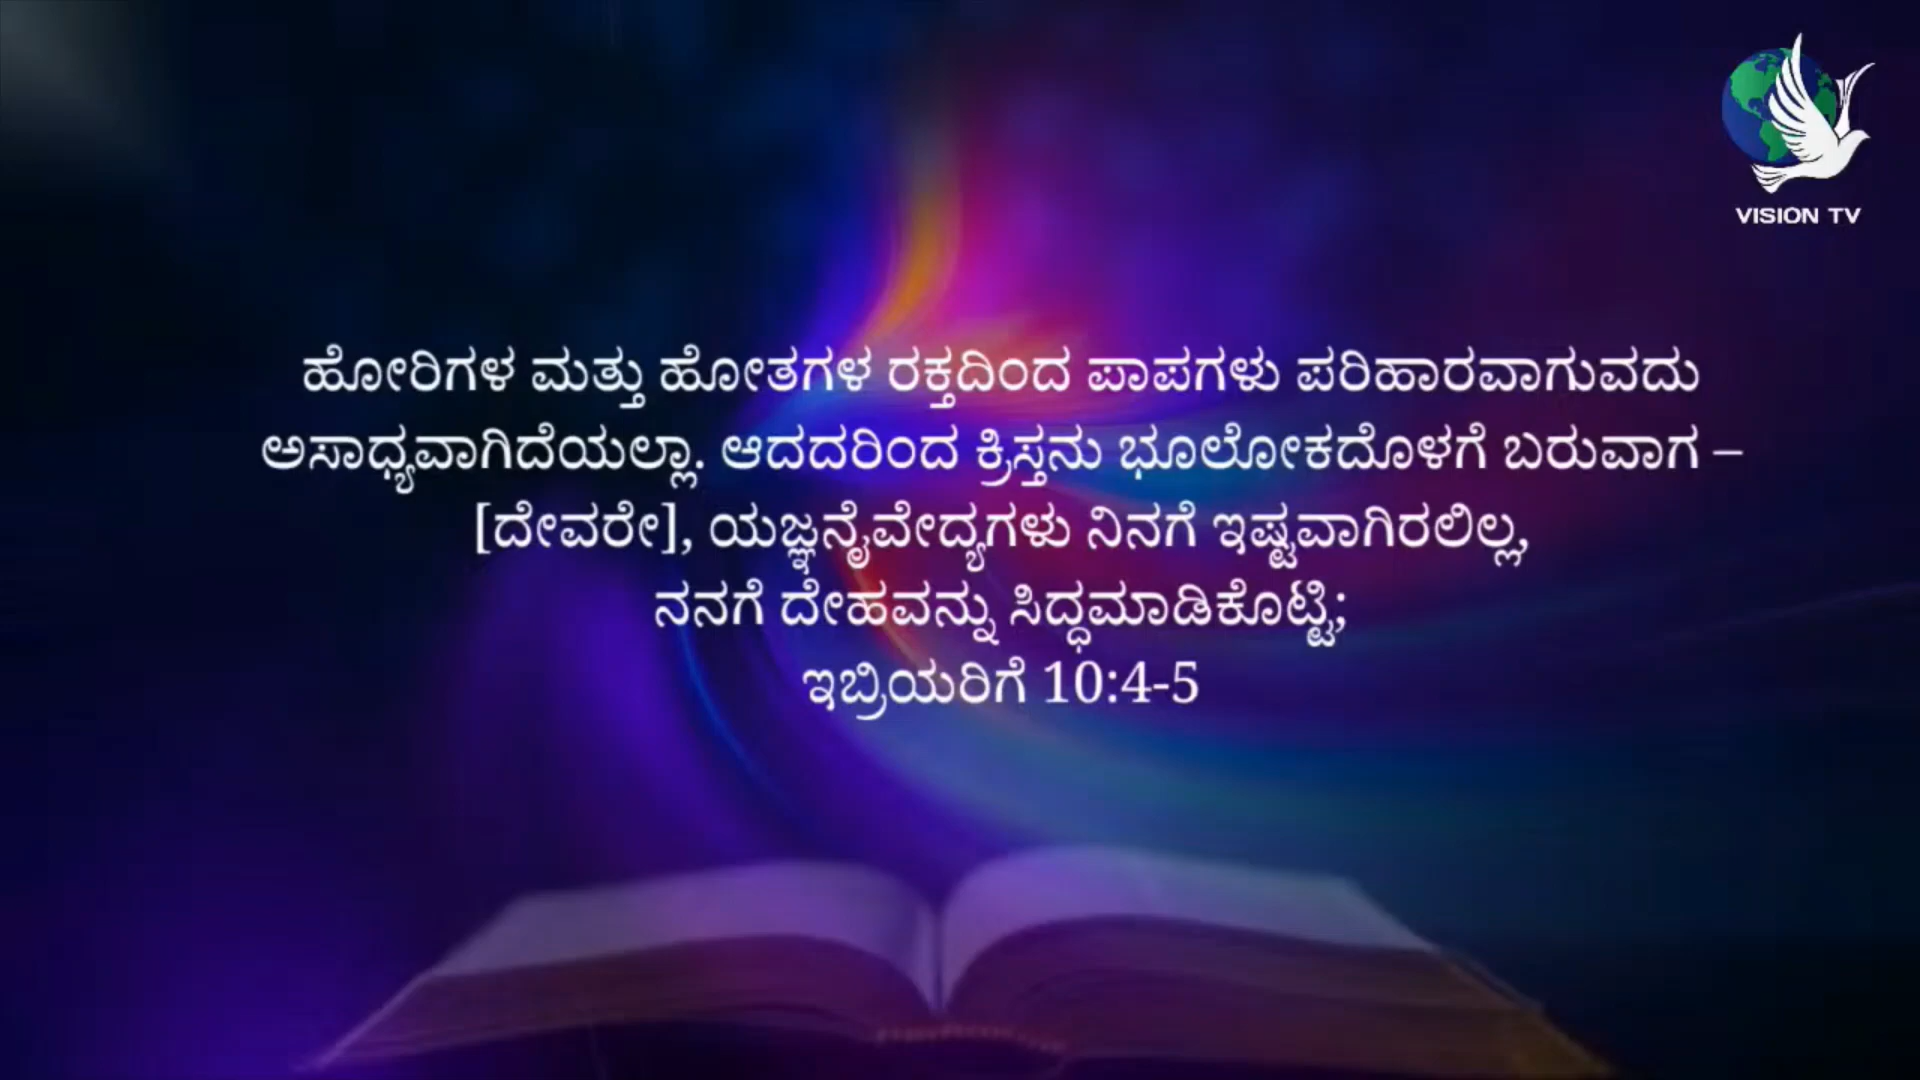 VISION TV
ಹೋರಿಗಳ ಮತ್ತು ಹೋತಗಳ ರಕ್ತದಿಂದ ಪಾಪಗಳು ಪರಿಹಾರವಾಗುವದು
ಅಸಾಧ್ಯವಾಗಿದೆಯಲ್ಲಾ. ಆದದರಿಂದ ಕ್ರಿಸ್ತನು ಭೂಲೋಕದೊಳಗೆ ಬರುವಾಗ –
[ದೇವರೇ], ಯಜ್ಞನೈವೇದ್ಯಗಳು ನಿನಗೆ ಇಷ್ಟವಾಗಿರಲಿಲ್ಲ,
ನನಗೆ ದೇಹವನ್ನು ಸಿದ್ಧಮಾಡಿಕೊಟ್ಟಿ;
ಇಬ್ರಿಯರಿಗೆ 10:4-5